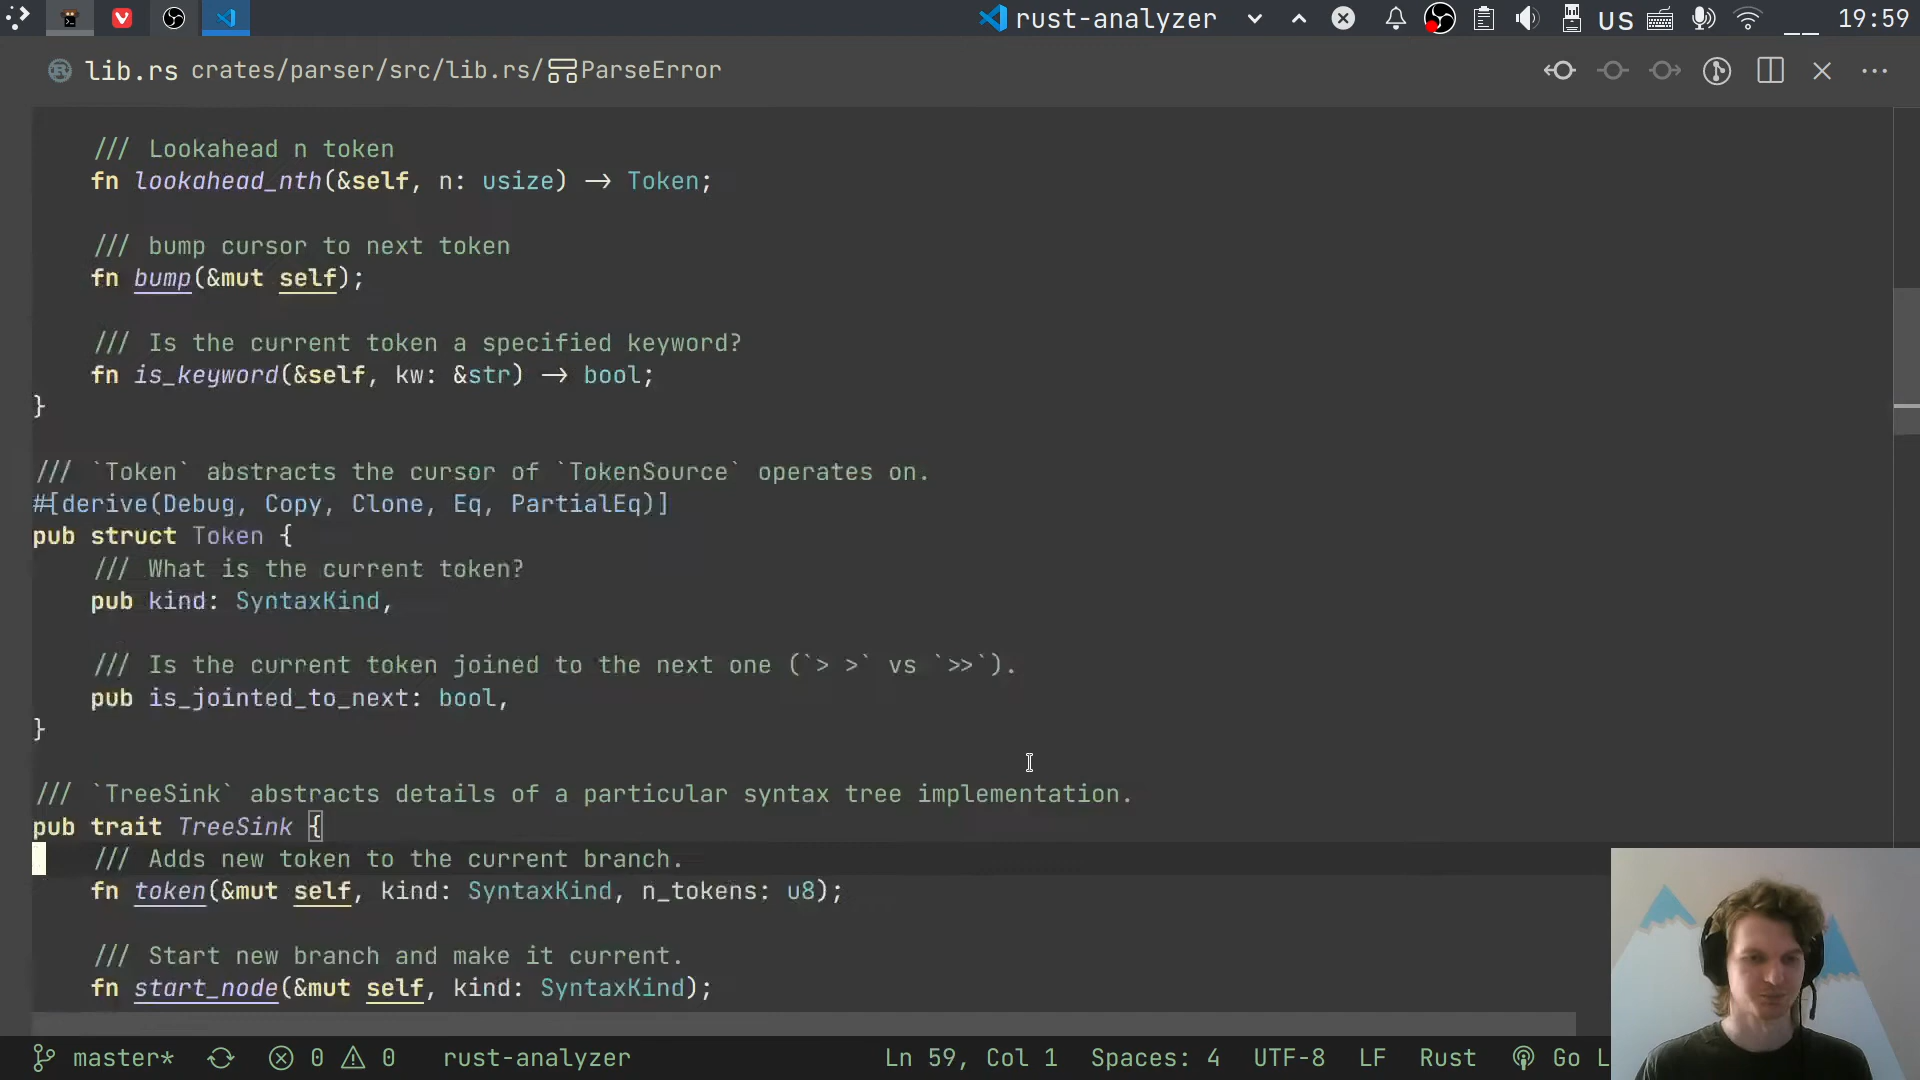 rust-analyzer
US
19:59
lib.rs crates/parser/src/lib.rs/ParseError
/// Lookahead n token
fn lookahead_nth(&self, n: usize) -> Token;
/// bump cursor to next token
fn bump(&mut self);
/// Is the current token a specified keyword?
fn is_keyword(&self, kw: &str) -> bool;
}
/// `Token` abstracts the cursor of `TokenSource` operates on.
#[derive(Debug, Copy, Clone, Eq, PartialEq)]
pub struct Token {
/// What is the current token?
pub kind: SyntaxKind,
/// Is the current token joined to the next one (`> >` vs `>>`).
pub is_jointed_to_next: bool,
}
/// `TreeSink` abstracts details of a particular syntax tree implementation.
pub trait TreeSink {
/// Adds new token to the current branch.
fn token(&mut self, kind: SyntaxKind, n_tokens: u8);
/// Start new branch and make it current.
fn start_node(&mut self, kind: SyntaxKind);
master* 0 0 rust-analyzer Ln 59, Col 1 Spaces: 4 UTF-8 LF Rust Go L